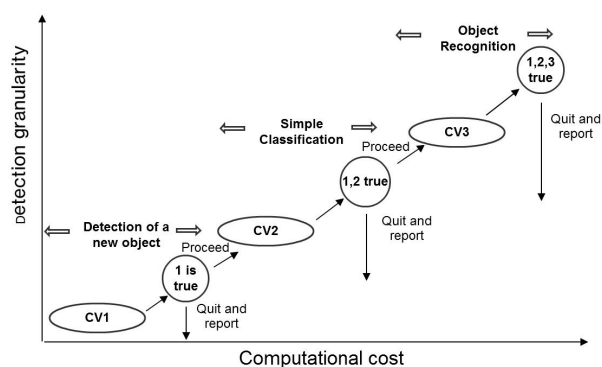 Detection granularity
Object
Recognition
1,2,3
true
Quit and
report
CV3
Simple
Classification
Proceed
1,2 true
Quit and
report
Detection of a
new object
CV2
Proceed
1 is
true
Quit and
report
CV1
Computational cost